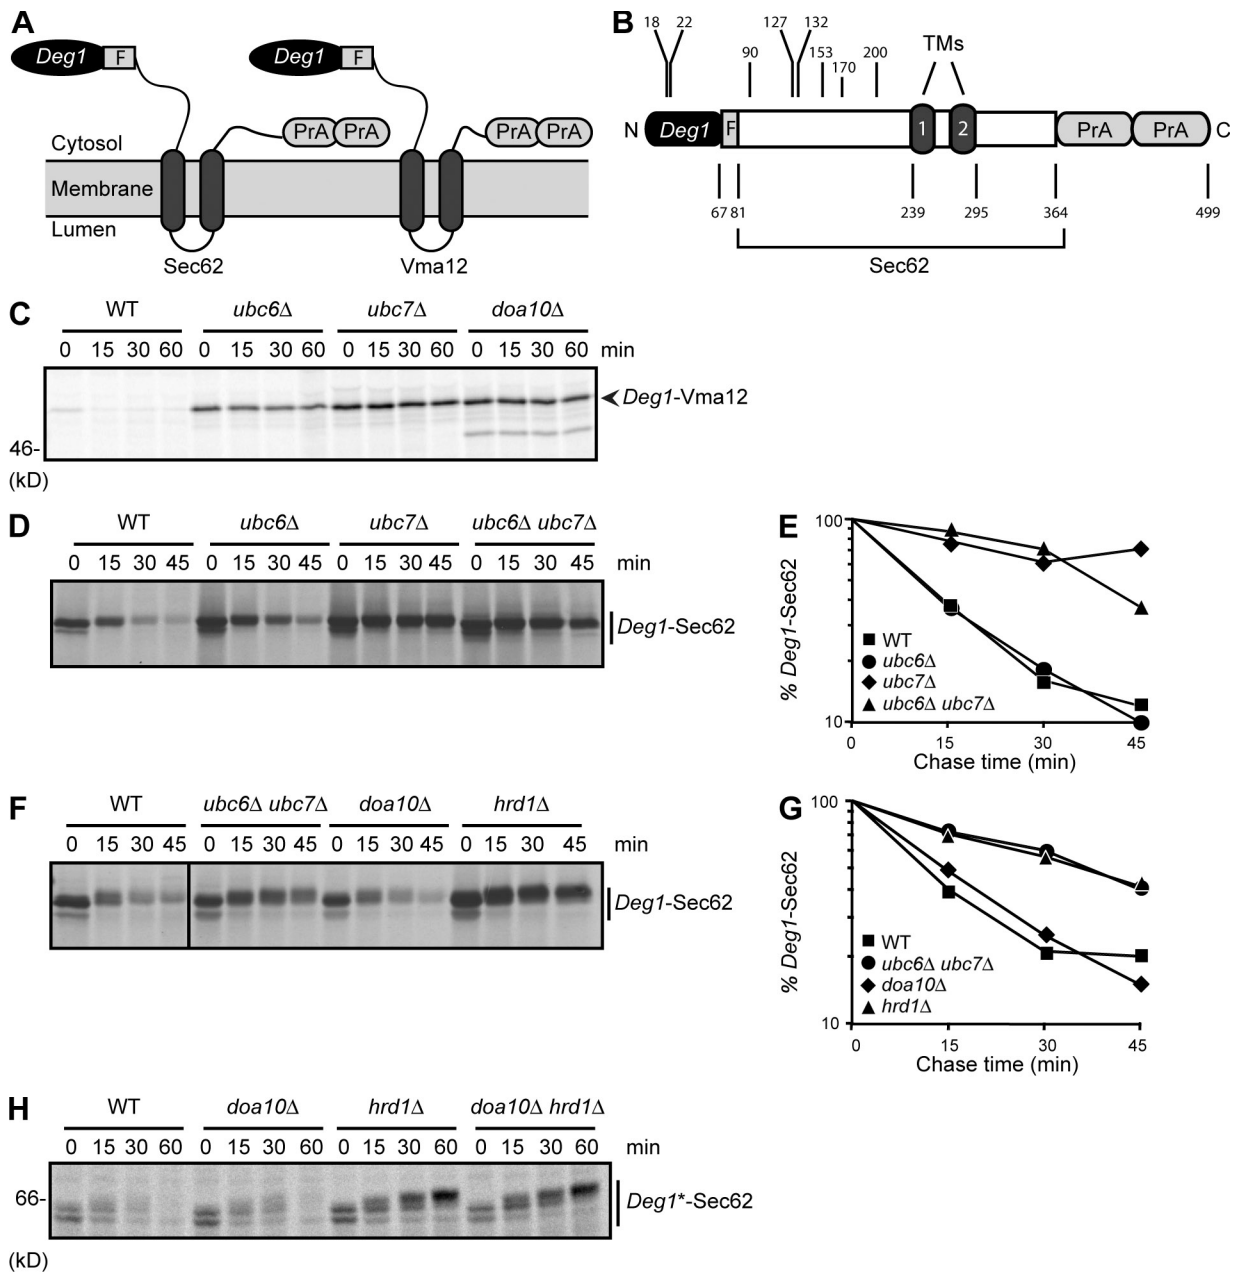 A
Deg1 F Deg1 F
PrA PrA PrA PrA
Cytosol
Membrane
Lumen
Sec62 Vma12
B
18 22 127 132
90 153 170 200 TMs
N Deg1 F 1 2 PrA PrA C
67 81 239 295 364 499
Sec62
C
WT ubc6Δ ubc7Δ doa10Δ
0 15 30 60 0 15 30 60 0 15 30 60 0 15 30 60 min
Deg1-Vma12
46-
(kD)
D
WT ubc6Δ ubc7Δ ubc6Δ ubc7Δ
0 15 30 45 0 15 30 45 0 15 30 45 0 15 30 45 min
Deg1-Sec62
E
100
10
% Deg1-Sec62
WT
ubc6Δ
ubc7Δ
ubc6Δ ubc7Δ
0 15 30 45
Chase time (min)
F
WT ubc6Δ ubc7Δ doa10Δ hrd1Δ
0 15 30 45 0 15 30 45 0 15 30 45 0 15 30 45 min
Deg1-Sec62
G
100
10
% Deg1-Sec62
WT
ubc6Δ ubc7Δ
doa10Δ
hrd1Δ
0 15 30 45
Chase time (min)
H
WT doa10Δ hrd1Δ doa10Δ hrd1Δ
0 15 30 60 0 15 30 60 0 15 30 60 0 15 30 60 min
66-
Deg1*-Sec62
(kD)